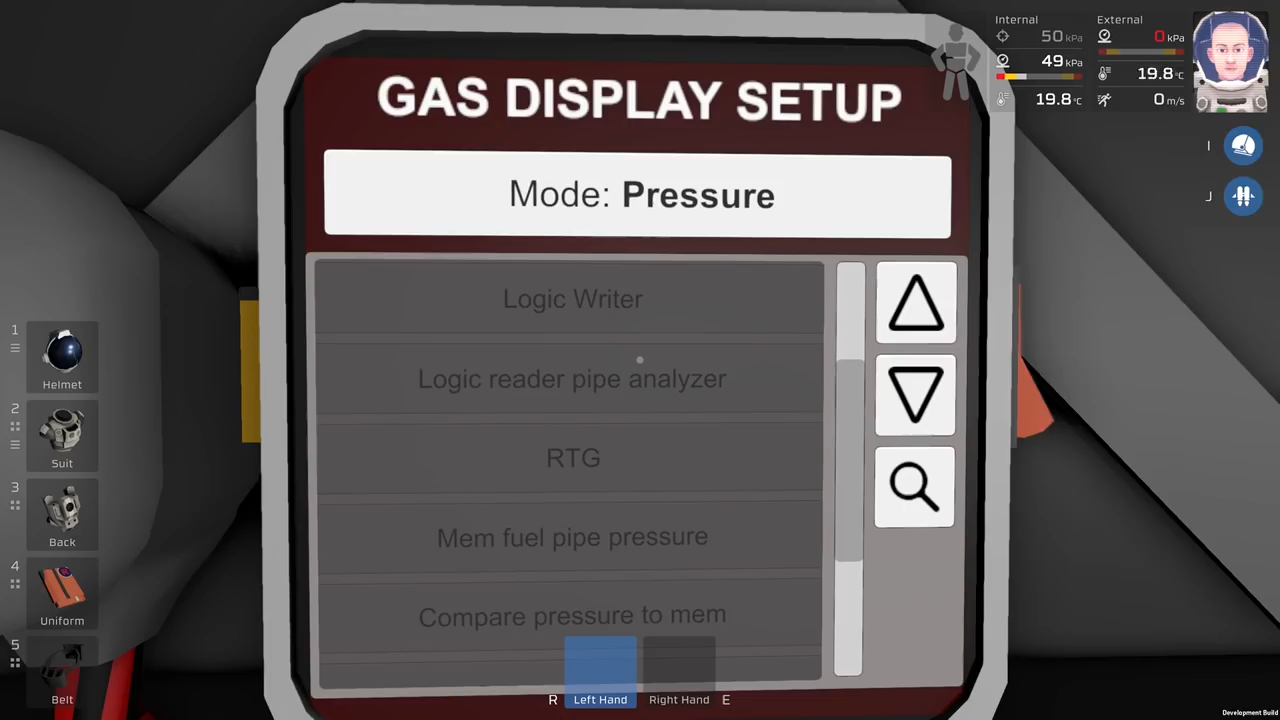 GAS DISPLAY SETUP
Mode: Pressure
Logic Writer
Logic reader pipe analyzer
RTG
Mem fuel pipe pressure
Compare pressure to mem
Internal
50 kPa
49 kPa
19.8 °C
External
0 kPa
19.8 °C
0 m/s
I
J
1
Helmet
2
Suit
3
Back
4
Uniform
5
Belt
R Left Hand Right Hand E
Development Build